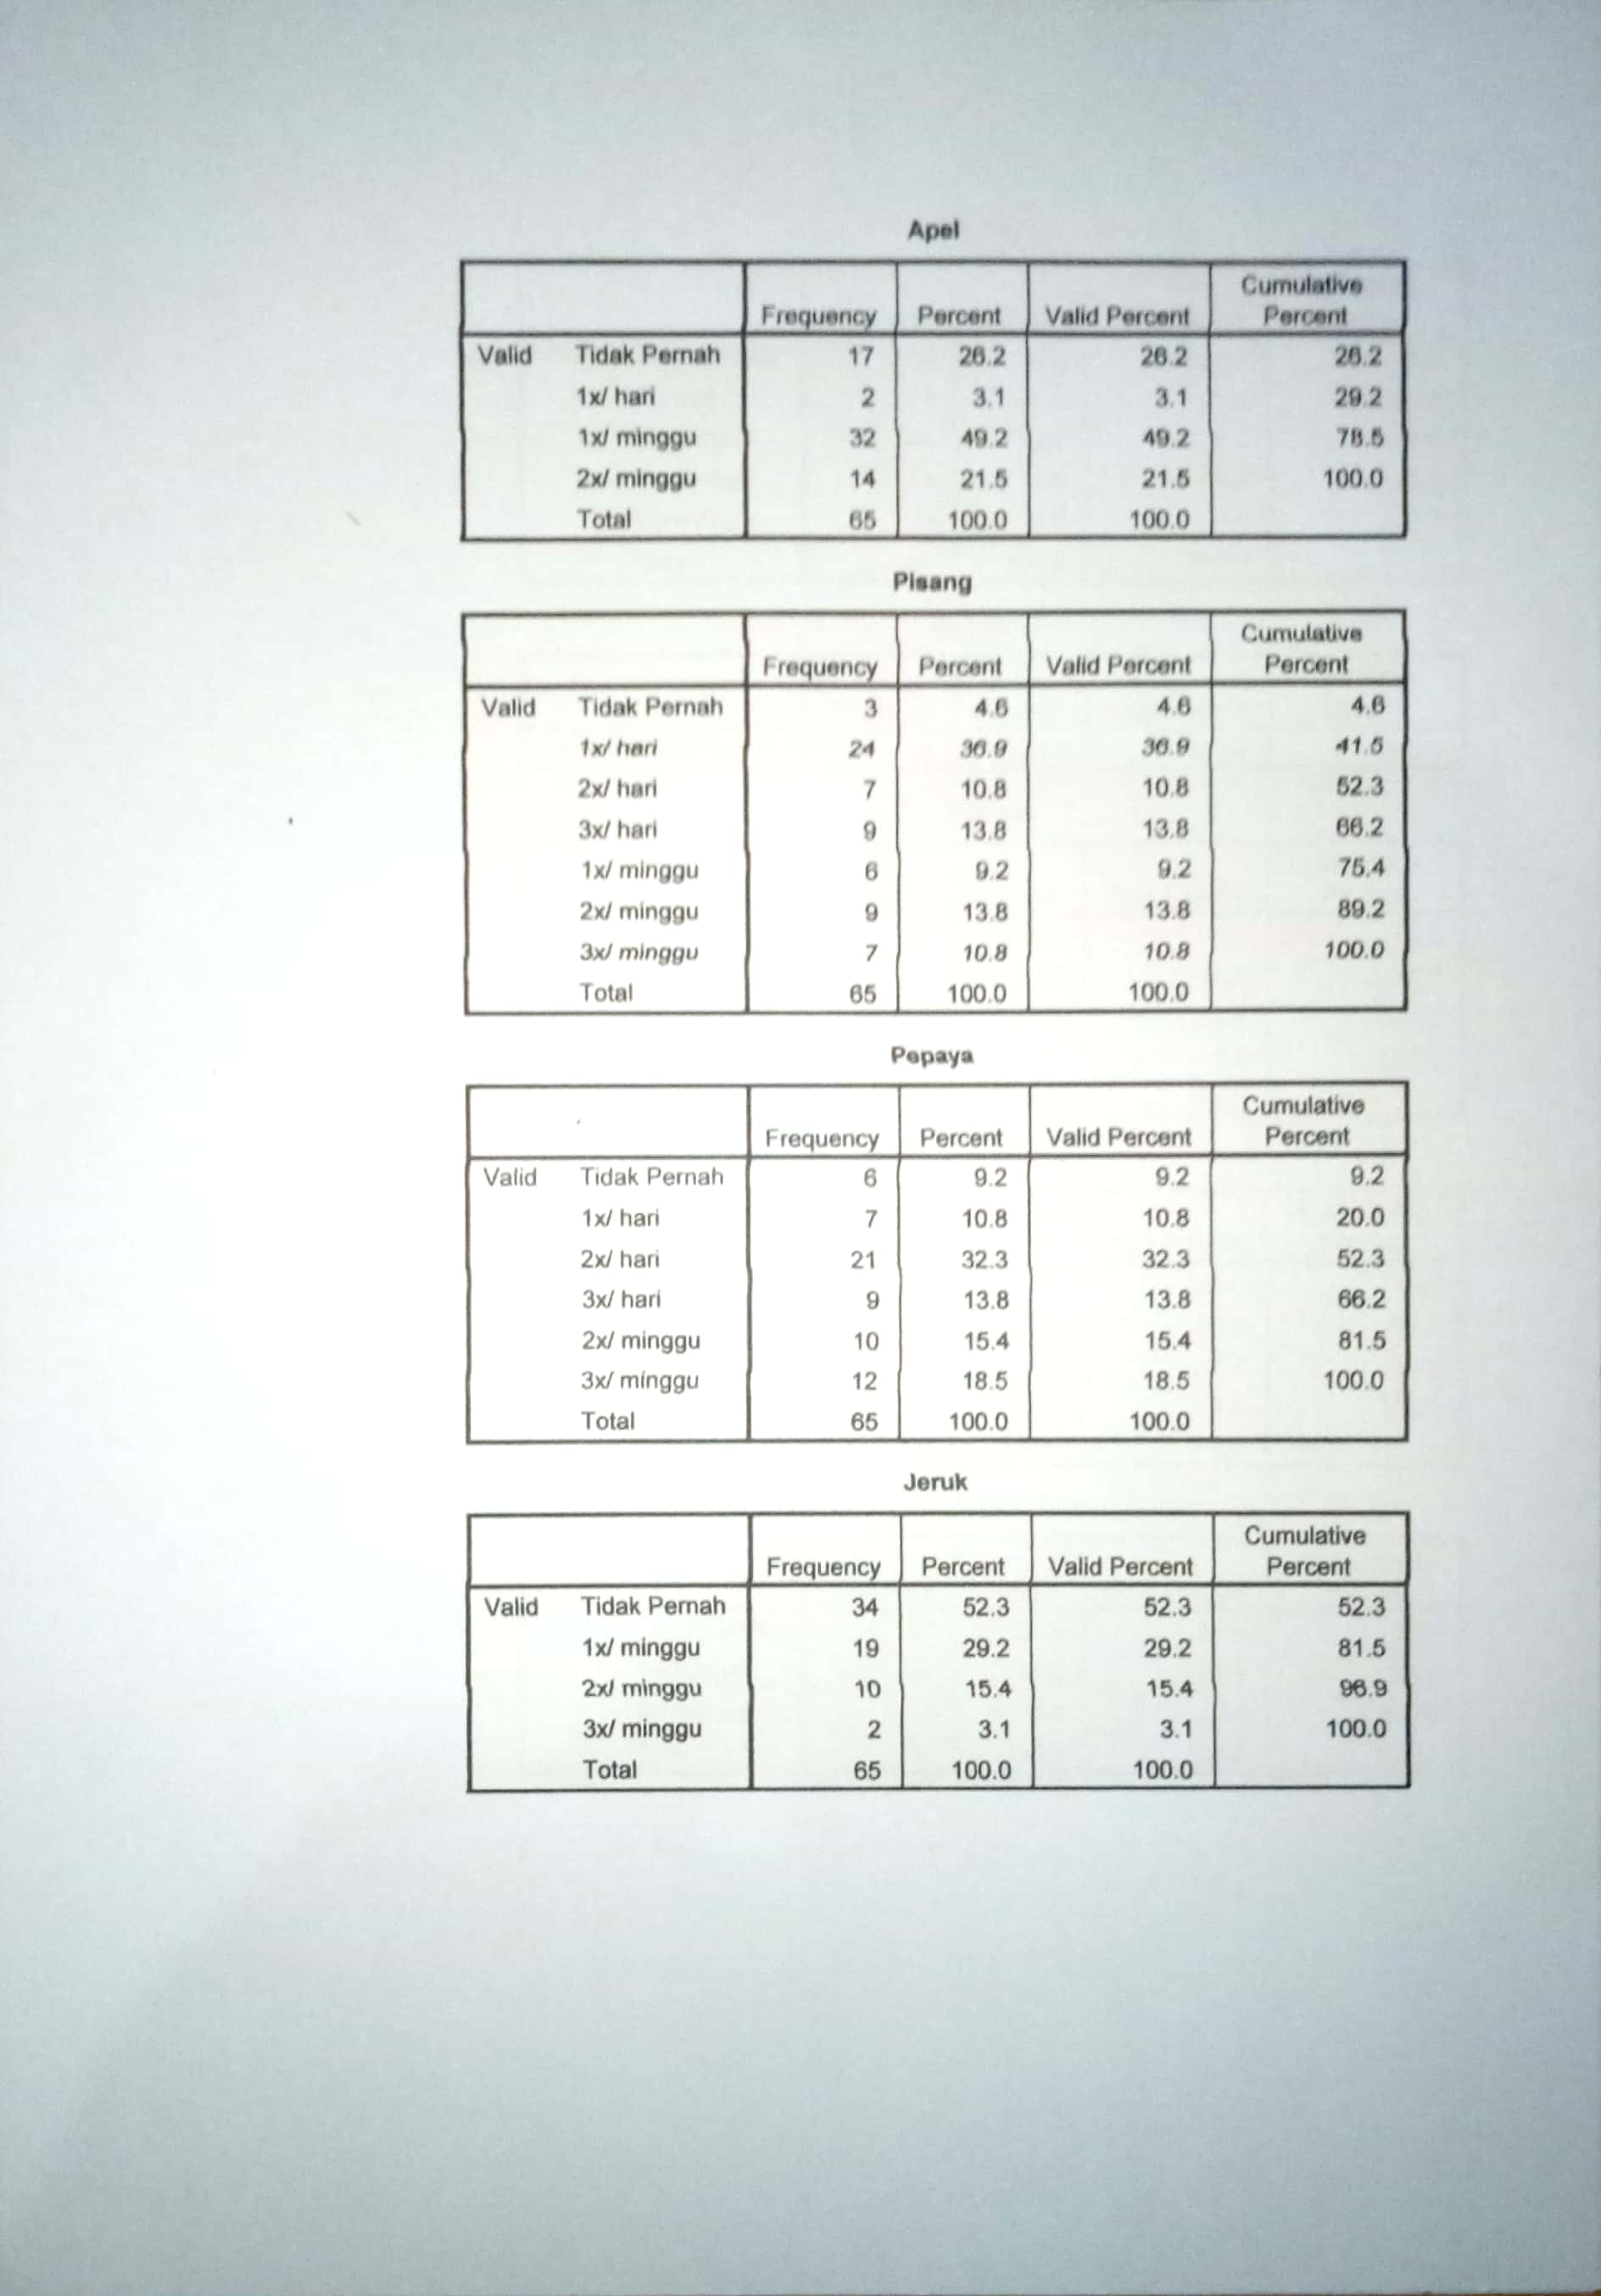 Apel
Frequency Percent Valid Percent Cumulative Percent
Valid Tidak Pernah 17 26.2 26.2 26.2
1x/ hari 2 3.1 3.1 29.2
1x/ minggu 32 49.2 49.2 78.5
2x/ minggu 14 21.5 21.5 100.0
Total 65 100.0 100.0
Pisang
Frequency Percent Valid Percent Cumulative Percent
Valid Tidak Pernah 3 4.6 4.6 4.6
1x/ hari 24 36.9 36.9 41.5
2x/ hari 7 10.8 10.8 52.3
3x/ hari 9 13.8 13.8 66.2
1x/ minggu 6 9.2 9.2 75.4
2x/ minggu 9 13.8 13.8 89.2
3x/ minggu 7 10.8 10.8 100.0
Total 65 100.0 100.0
Pepaya
Frequency Percent Valid Percent Cumulative Percent
Valid Tidak Pernah 6 9.2 9.2 9.2
1x/ hari 7 10.8 10.8 20.0
2x/ hari 21 32.3 32.3 52.3
3x/ hari 9 13.8 13.8 66.2
2x/ minggu 10 15.4 15.4 81.5
3x/ minggu 12 18.5 18.5 100.0
Total 65 100.0 100.0
Jeruk
Frequency Percent Valid Percent Cumulative Percent
Valid Tidak Pernah 34 52.3 52.3 52.3
1x/ minggu 19 29.2 29.2 81.5
2x/ minggu 10 15.4 15.4 96.9
3x/ minggu 2 3.1 3.1 100.0
Total 65 100.0 100.0